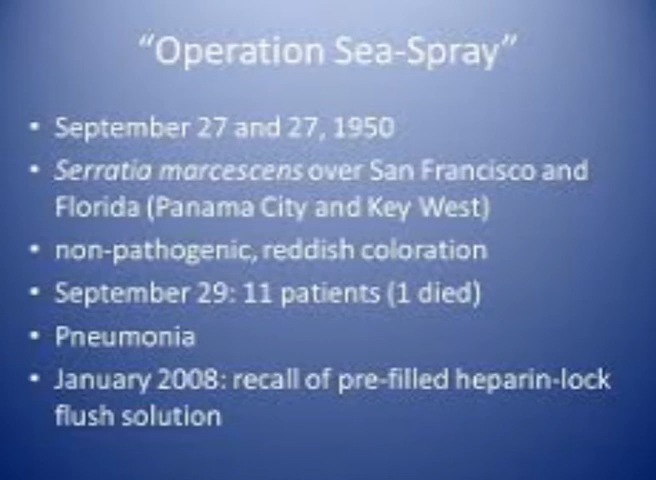 “Operation Sea-Spray”
• September 27 and 27, 1950
• Serratia marcescens over San Francisco and
Florida (Panama City and Key West)
• non-pathogenic, reddish coloration
• September 29: 11 patients (1 died)
• Pneumonia
• January 2008: recall of pre-filled heparin-lock
flush solution